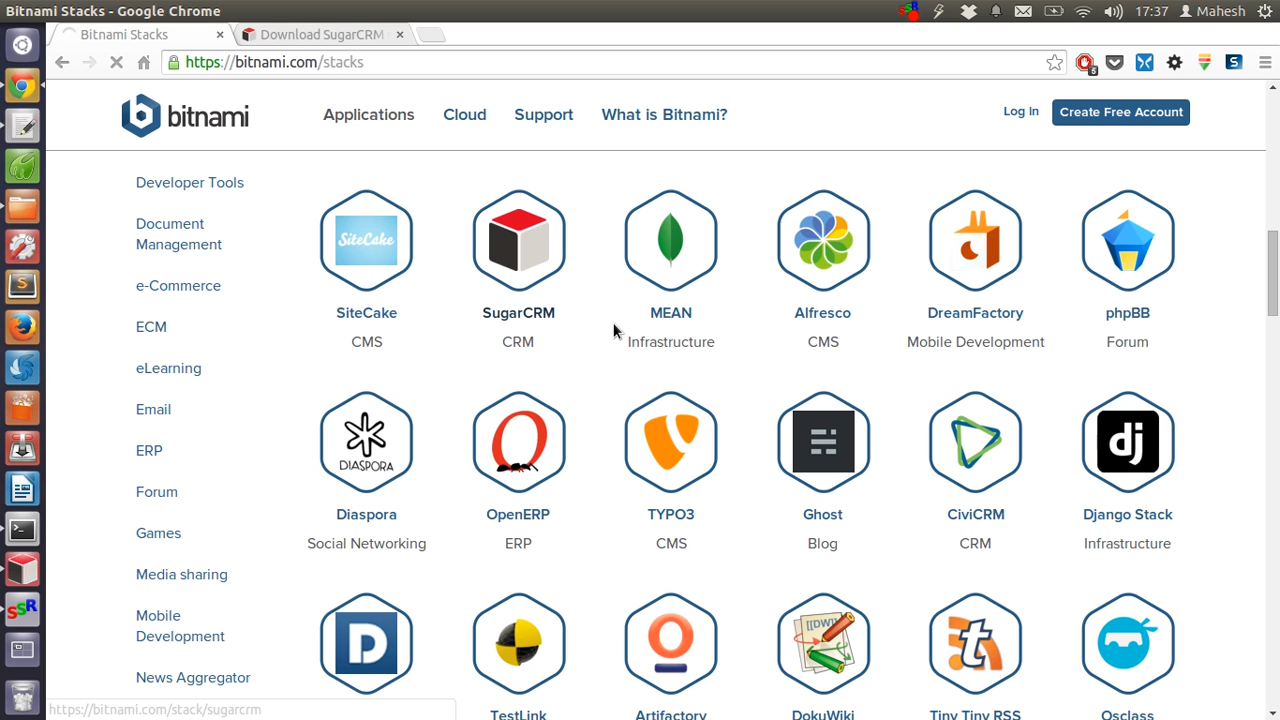 Bitnami Stacks - Google Chrome
17:37
Mahesh
Bitnami Stacks
Download SugarCRM
https://bitnami.com/stacks
5
S
bitnami
Applications
Cloud
Support
What is Bitnami?
Log In
Create Free Account
Developer Tools
Document
Management
e-Commerce
ECM
eLearning
Email
ERP
Forum
Games
Media sharing
Mobile
Development
News Aggregator
SiteCake
SiteCake
CMS
SugarCRM
CRM
MEAN
Infrastructure
Alfresco
CMS
DreamFactory
Mobile Development
phpBB
Forum
DIASPORA
Diaspora
Social Networking
OpenERP
ERP
TYPO3
CMS
Ghost
Blog
CiviCRM
CRM
dj
Django Stack
Infrastructure
D
TestLink
Artifactory
[[DW]]
DokuWiki
Tiny Tiny RSS
Osclass
SSR
https://bitnami.com/stack/sugarcrm